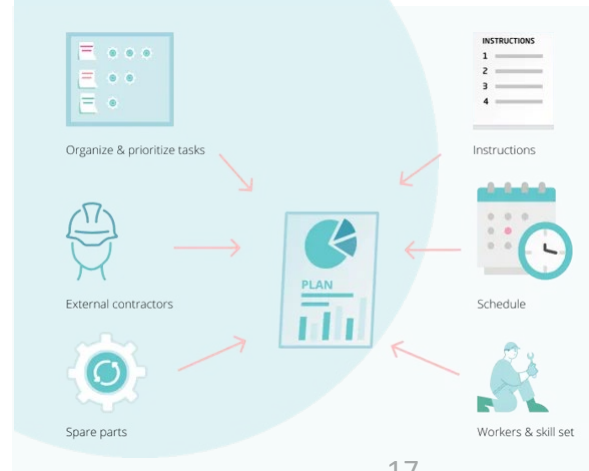 INSTRUCTIONS
1
2
3
4
Organize & prioritize tasks
Instructions
PLAN
External contractors
Schedule
Spare parts
Workers & skill set
17